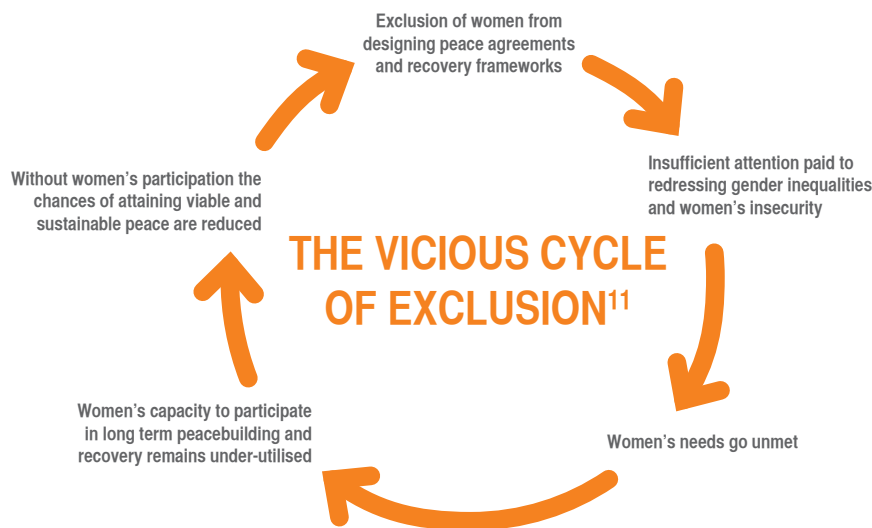 Exclusion of women from
designing peace agreements
and recovery frameworks
Insufficient attention paid to
redressing gender inequalities
and women's insecurity
Women's needs go unmet
Women's capacity to participate
in long term peacebuilding and
recovery remains under-utilised
Without women's participation the
chances of attaining viable and
sustainable peace are reduced
THE VICIOUS CYCLE
OF EXCLUSION¹¹